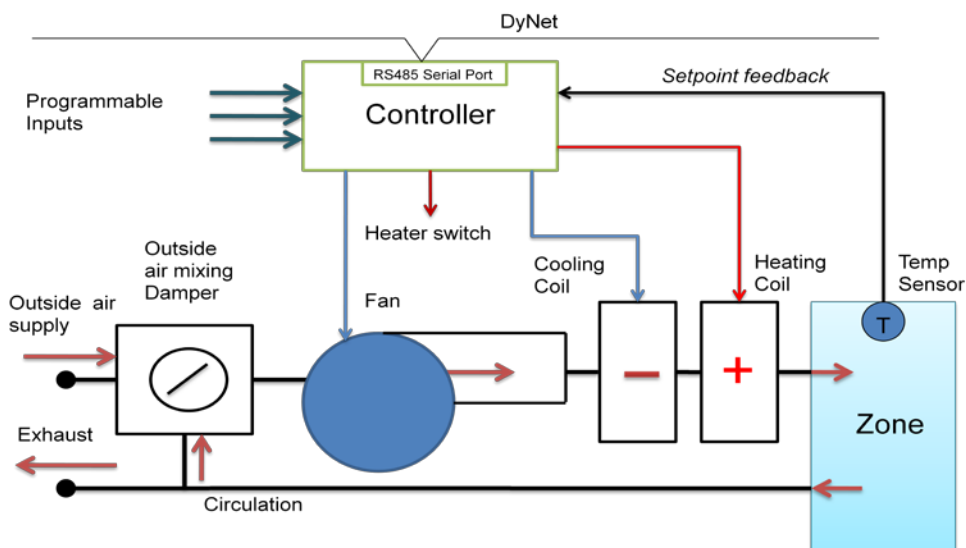 DyNet
RS485 Serial Port
Setpoint feedback
Programmable
Inputs
Controller
Heater switch
Outside
air mixing
Damper
Cooling
Coil
Heating
Coil
Temp
Sensor
Outside air
supply
Fan
T
Zone
Exhaust
Circulation